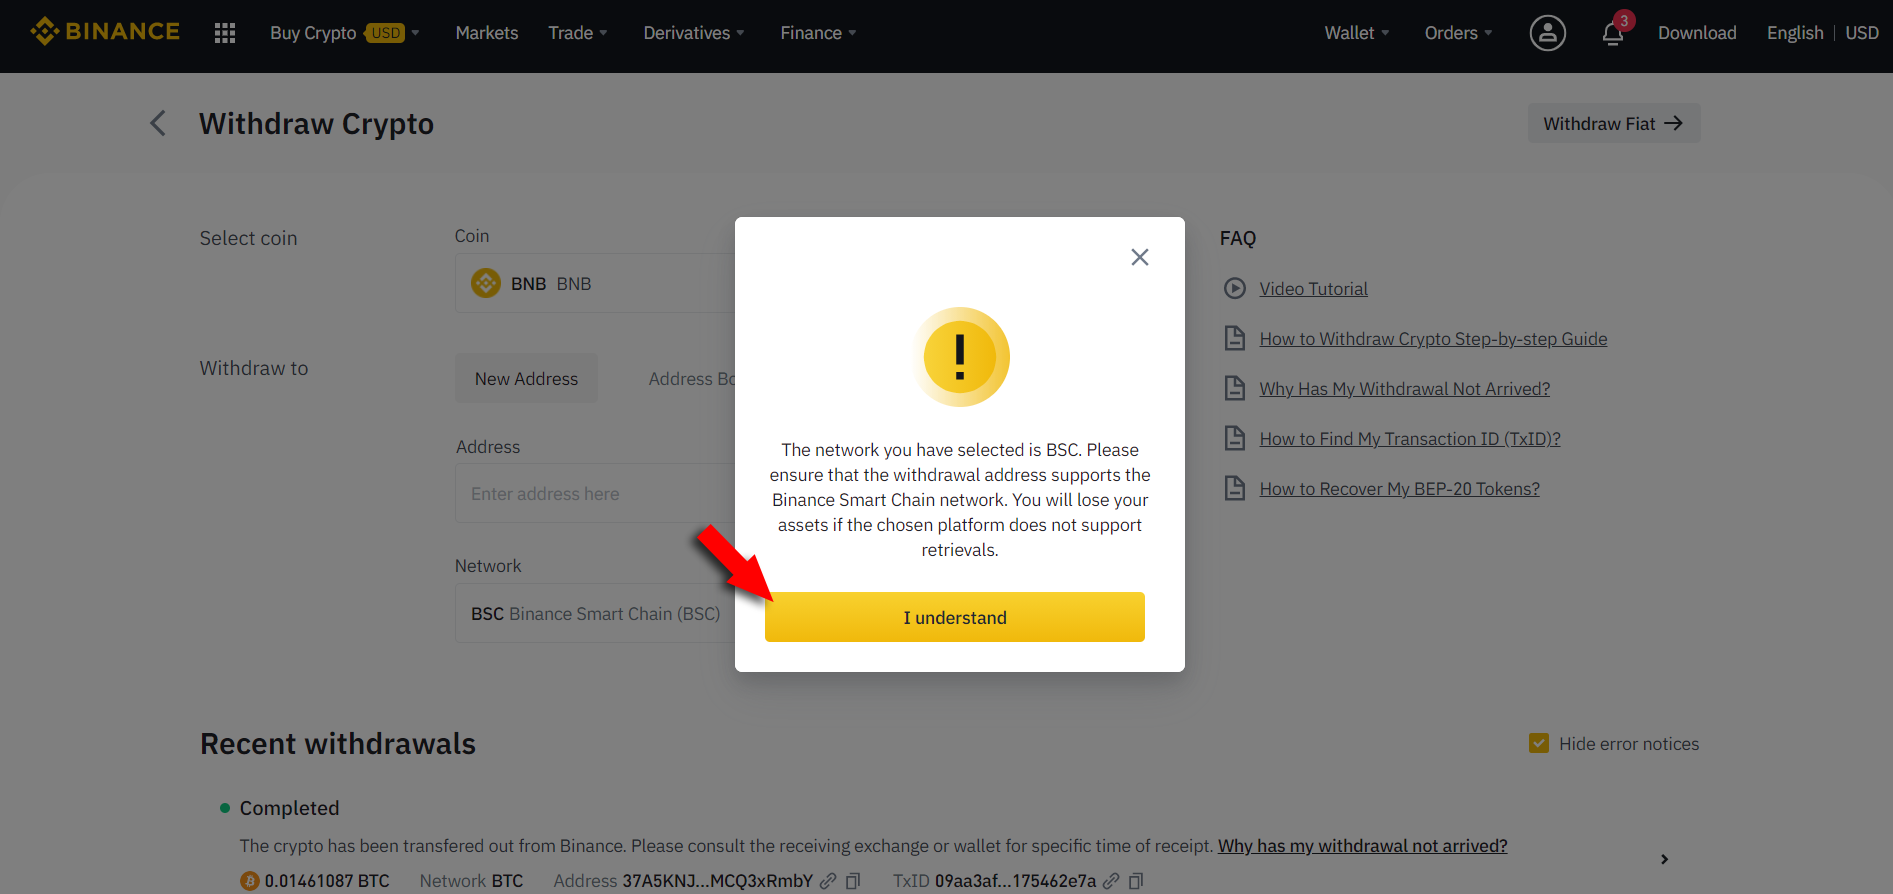 BINANCE
Buy Crypto USD
Markets
Trade
Derivatives
Finance
Wallet
Orders
3
Download
English | USD
Withdraw Crypto
Withdraw Fiat
Select coin
Coin
BNB BNB
Withdraw to
New Address
Address Bo
Address
Enter address here
Network
BSC Binance Smart Chain (BSC)
The network you have selected is BSC. Please
ensure that the withdrawal address supports the
Binance Smart Chain network. You will lose your
assets if the chosen platform does not support
retrievals.
I understand
FAQ
Video Tutorial
How to Withdraw Crypto Step-by-step Guide
Why Has My Withdrawal Not Arrived?
How to Find My Transaction ID (TxID)?
How to Recover My BEP-20 Tokens?
Recent withdrawals
Hide error notices
Completed
The crypto has been transfered out from Binance. Please consult the receiving exchange or wallet for specific time of receipt. Why has my withdrawal not arrived?
0.01461087 BTC Network BTC Address 37A5KNJ...MCQ3xRmbY TxID 09aa3af...175462e7a